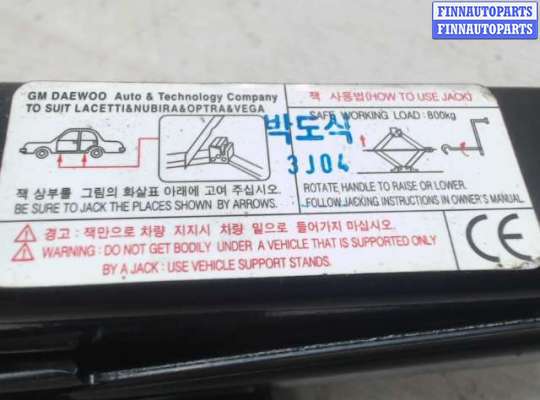 FINNAUTOPARTS
FINNAUTOPARTS
FINNAUTOPARTS
GM DAEWOO Auto & Technology Company
TO SUIT LACETTI&NUBIRA&OPTRA&VEGA
잭 사용법(HOW TO USE JACK)
SAFE WORKING LOAD : 800kg
박도식
3J04
잭 상부를 그림의 화살표 아래에 고여 주십시오.
BE SURE TO JACK THE PLACES SHOWN BY ARROWS.
ROTATE HANDLE TO RAISE OR LOWER.
FOLLOW JACKING INSTRUCTIONS IN OWNER'S MANUAL
경고 : 잭만으로 차량 지지시 차량 밑으로 들어가지 마십시오.
WARNING : DO NOT GET BODILY UNDER A VEHICLE THAT IS SUPPORTED ONLY
BY A JACK : USE VEHICLE SUPPORT STANDS.
CE